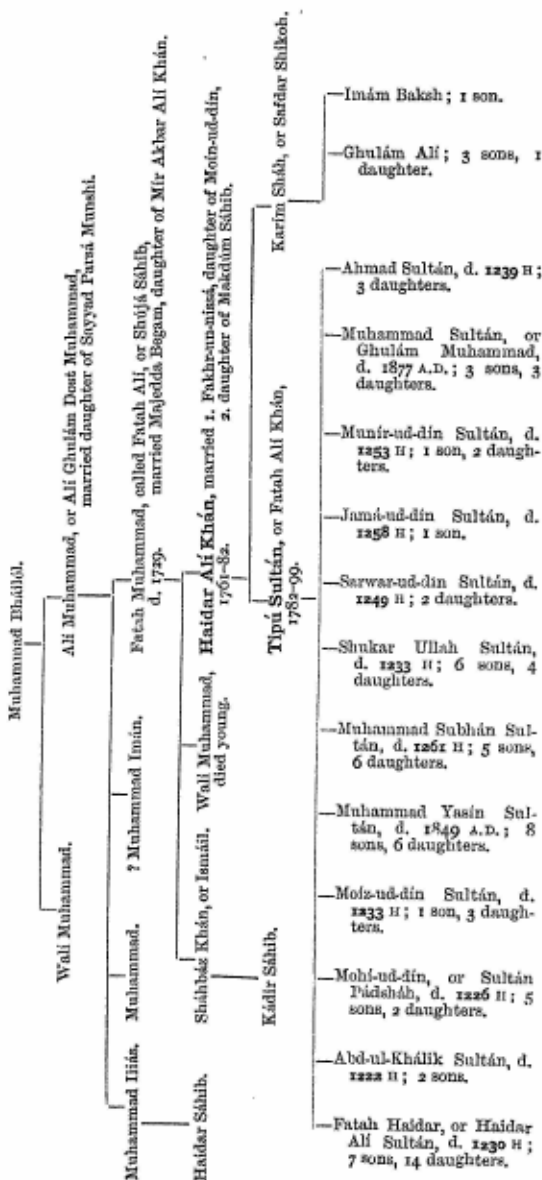 Muhammad Bháilól.
Wali Muhammad.
Ali Muhammad, or Ali Ghulám Dost Muhammad,
married daughter of Sayyad Parsá Munshi.
Muhammad Iliás.
Muhammad.
? Muhammad Imán.
Fatah Muhammad, called Fatah Alí, or Shújá Sáhib,
d. 1729. married Majedda Begam, daughter of Mír Akbar Alí Khán.
Haidar Sáhib.
Sháhbáz Khán, or Ismáil.
Walí Muhammad,
died young.
Haidar Alí Khán, married 1. Fakhr-un-nissá, daughter of Moín-ud-dín,
1761-82. 2. daughter of Makdúm Sáhib.
Kádir Sáhib.
Tipú Sultán, or Fatah Alí Khán,
1782-99.
Karím Sháh, or Safdar Shikoh.
Imám Baksh; 1 son.
Ghulám Alí; 3 sons, 1
daughter.
Ahmad Sultán, d. 1239 H;
3 daughters.
Muhammad Sultán, or
Ghulám Muhammad,
d. 1877 A.D.; 3 sons, 3
daughters.
Munír-ud-dín Sultán, d.
1253 H; 1 son, 2 daugh-
ters.
Jamá-ud-dín Sultán, d.
1258 H; 1 son.
Sarwar-ud-dín Sultán, d.
1249 H; 2 daughters.
Shukar Ullah Sultán,
d. 1233 H; 6 sons, 4
daughters.
Muhammad Subhán Sul-
tán, d. 1261 H; 5 sons,
6 daughters.
Muhammad Yasín Sul-
tán, d. 1849 A.D.; 8
sons, 6 daughters.
Moiz-ud-dín Sultán, d.
1233 H; 1 son, 3 daugh-
ters.
Mohí-ud-dín, or Sultán
Pádsháh, d. 1226 H; 5
sons, 2 daughters.
Abd-ul-Khálik Sultán, d.
1222 H; 2 sons.
Fatah Haidar, or Haidar
Alí Sultán, d. 1230 H;
7 sons, 14 daughters.